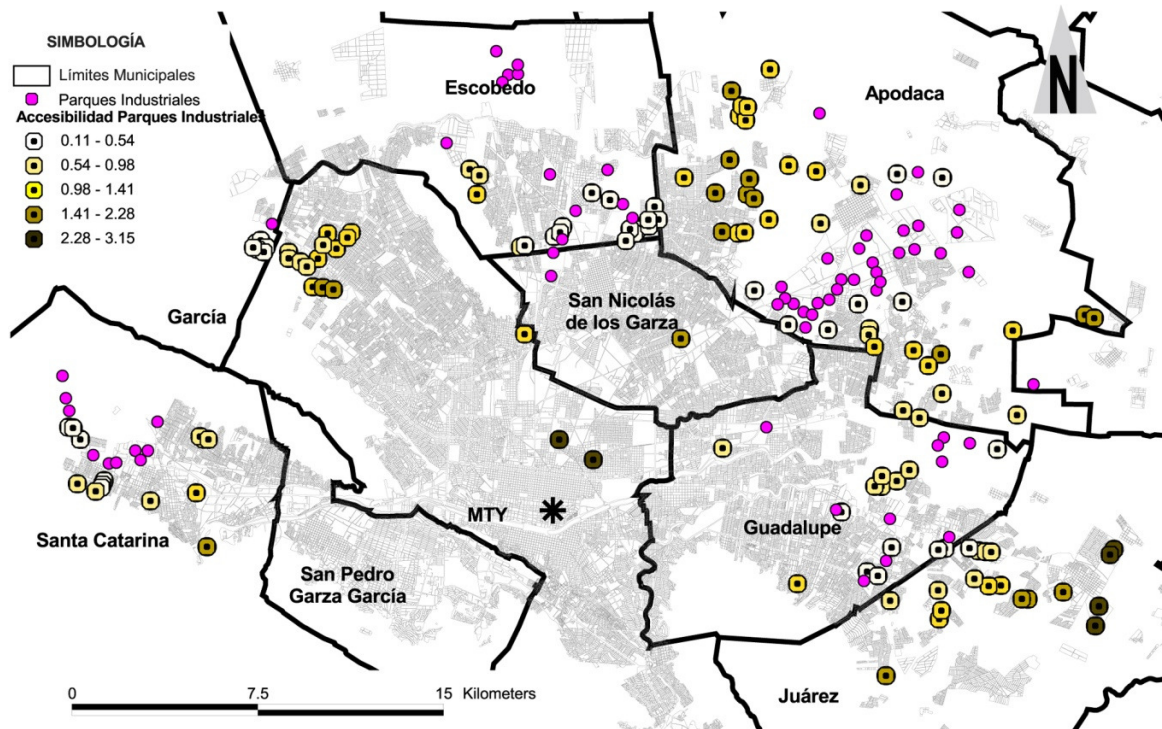 SIMBOLOGÍA
Límites Municipales
Parques Industriales
Accesibilidad Parques Industriales
0.11 - 0.54
0.54 - 0.98
0.98 - 1.41
1.41 - 2.28
2.28 - 3.15
N
Escobedo
Apodaca
García
San Nicolás
de los Garza
MTY
Guadalupe
Santa Catarina
San Pedro
Garza García
Juárez
0 7.5 15 Kilometers